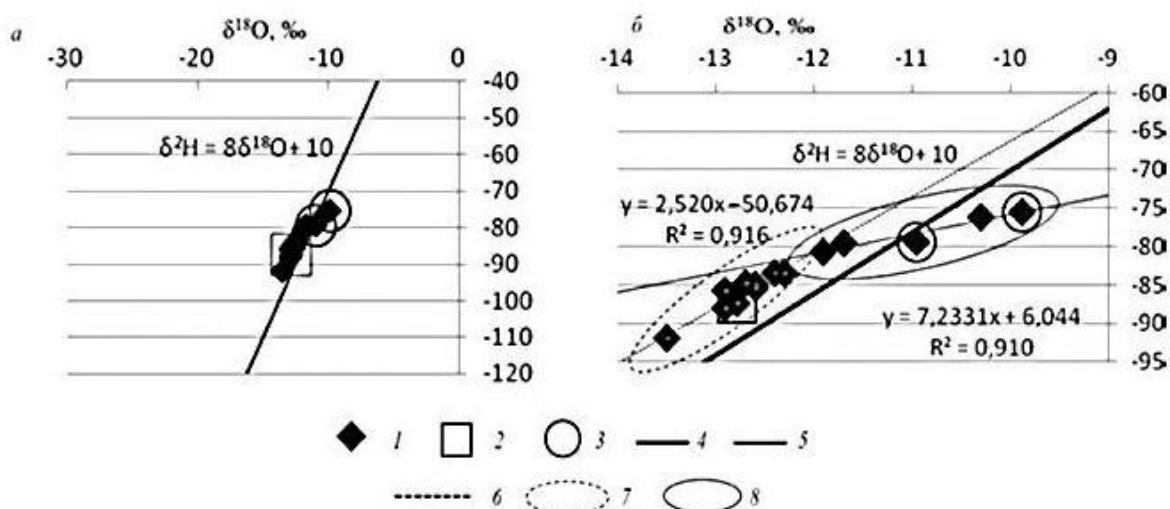 а
δ¹⁸O, ‰
-30 -20 -10 0
-40
-50
-60
-70
-80
-90
-100
-110
-120
δ²H = 8δ¹⁸O + 10
б
δ¹⁸O, ‰
-14 -13 -12 -11 -10 -9
-60
-65
-70
-75
-80
-85
-90
-95
δ²H = 8δ¹⁸O + 10
y = 2,520x – 50,674
R² = 0,916
y = 7,2331x + 6,044
R² = 0,910
1 2 3 4 5
6 7 8